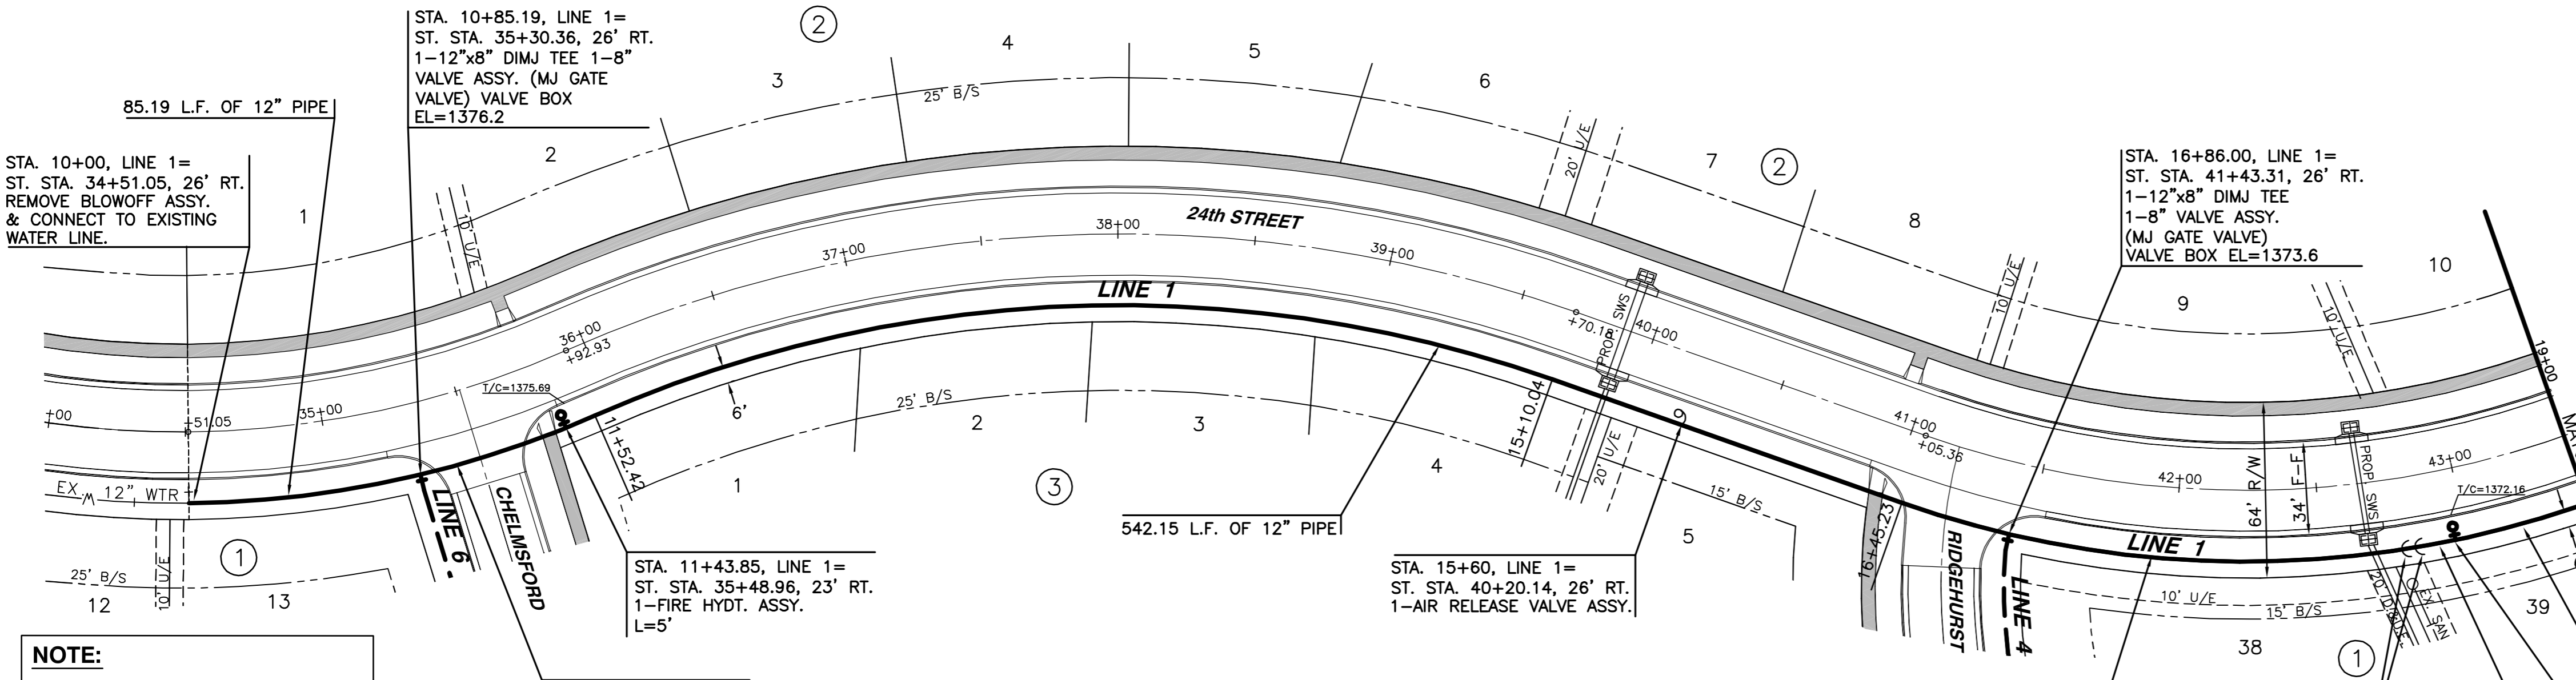 STA. 10+85.19, LINE 1=
ST. STA. 35+30.36, 26' RT.
1-12"x8" DIMJ TEE 1-8"
VALVE ASSY. (MJ GATE
VALVE) VALVE BOX
EL=1376.2
85.19 L.F. OF 12" PIPE
STA. 10+00, LINE 1=
ST. STA. 34+51.05, 26' RT.
REMOVE BLOWOFF ASSY.
& CONNECT TO EXISTING
WATER LINE.
STA. 16+86.00, LINE 1=
ST. STA. 41+43.31, 26' RT.
1-12"x8" DIMJ TEE
1-8" VALVE ASSY.
(MJ GATE VALVE)
VALVE BOX EL=1373.6
2
2
1
2
3
4
5
6
7
8
9
10
25' B/S
10' U/E
20' U/E
10' U/E
10' U/E
24th STREET
+00
+51.05
35+00
36+00
+92.93
37+00
38+00
39+00
+70.18
40+00
41+00
+05.36
42+00
43+00
19+00
PROP. SWS
PROP. SWS
T/C=1375.69
T/C=1372.16
LINE 1
LINE 1
64' R/W
34' F-F
EX. 12" WTR
LINE 6
CHELMSFORD
11+52.42
6'
15+10.04
9
20' U/E
16+45.23
RIDGEHURST
LINE 4
25' B/S
1
2
3
4
5
3
15' B/S
1
25' B/S
10' U/E
12
13
10' U/E
15' B/S
20' D.&U.E.
EX. SAN
38
39
1
542.15 L.F. OF 12" PIPE
STA. 11+43.85, LINE 1=
ST. STA. 35+48.96, 23' RT.
1-FIRE HYDT. ASSY.
L=5'
STA. 15+60, LINE 1=
ST. STA. 40+20.14, 26' RT.
1-AIR RELEASE VALVE ASSY.
NOTE: